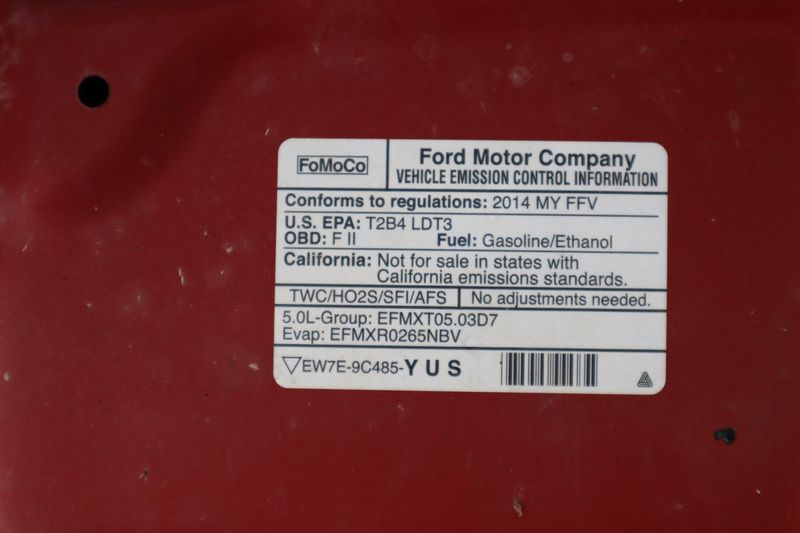 FoMoCo
Ford Motor Company
VEHICLE EMISSION CONTROL INFORMATION
Conforms to regulations: 2014 MY FFV
U.S. EPA: T2B4 LDT3
OBD: F II Fuel: Gasoline/Ethanol
California: Not for sale in states with
California emissions standards.
TWC/HO2S/SFI/AFS No adjustments needed.
5.0L-Group: EFMXT05.03D7
Evap: EFMXR0265NBV
EW7E-9C485-YUS